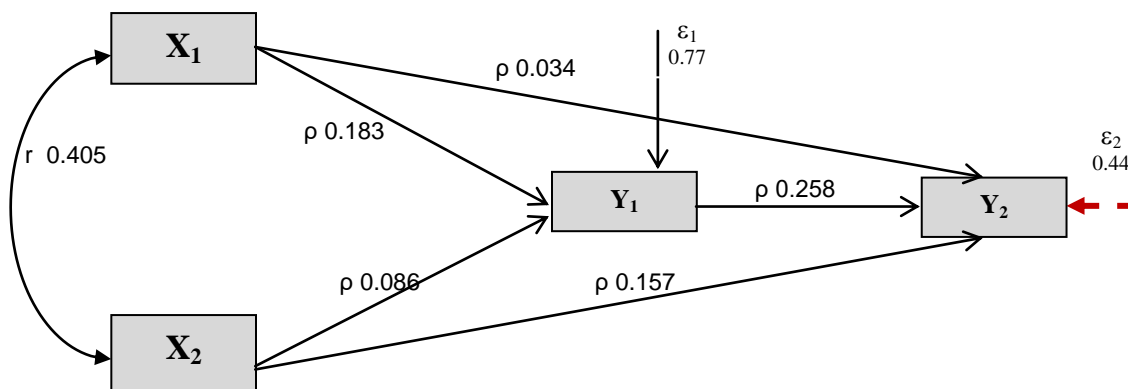 X₁
ε₁
0.77
ρ 0.034
ρ 0.183
r 0.405
ε₂
0.44
Y₁
ρ 0.258
Y₂
ρ 0.086
ρ 0.157
X₂